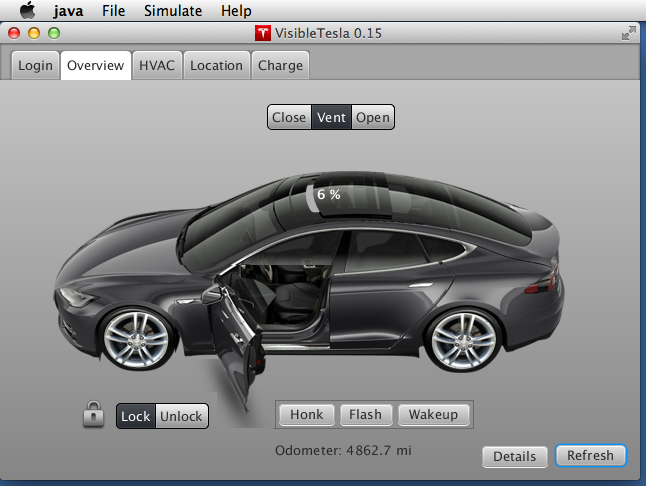 java File Simulate Help
VisibleTesla 0.15
Login Overview HVAC Location Charge
Close Vent Open
6 %
Lock Unlock Honk Flash Wakeup
Odometer: 4862.7 mi
Details Refresh